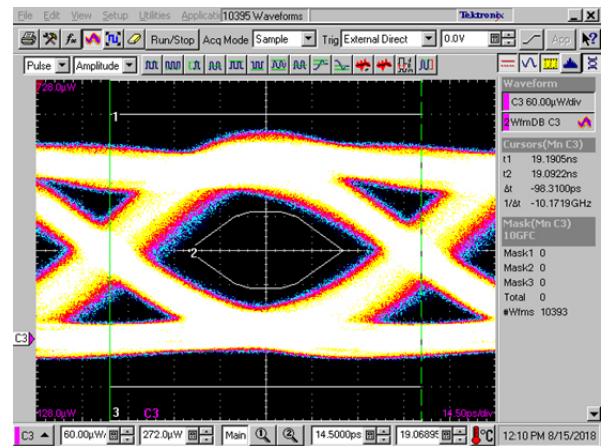 File Edit View Setup Utilities Applications 10395 Waveforms Tektronix
Run/Stop Acq Mode Sample Trig External Direct 0.0V App
Pulse Amplitude
728.0µW
1
2
3
C3
C3
-128.0µW
14.50ps/div
Waveform
C3 60.00µW/div
2 WfmDB C3
Cursors(Mn C3)
t1 19.1905ns
t2 19.0922ns
Δt -98.3100ps
1/Δt -10.1719GHz
Mask(Mn C3)
10GFC
Mask1 0
Mask2 0
Mask3 0
Total 0
#Wfms 10393
C3 60.00µW/ 272.0µW Main 1 2 14.5000ps 19.0689 °C 12:10 PM 8/15/2018